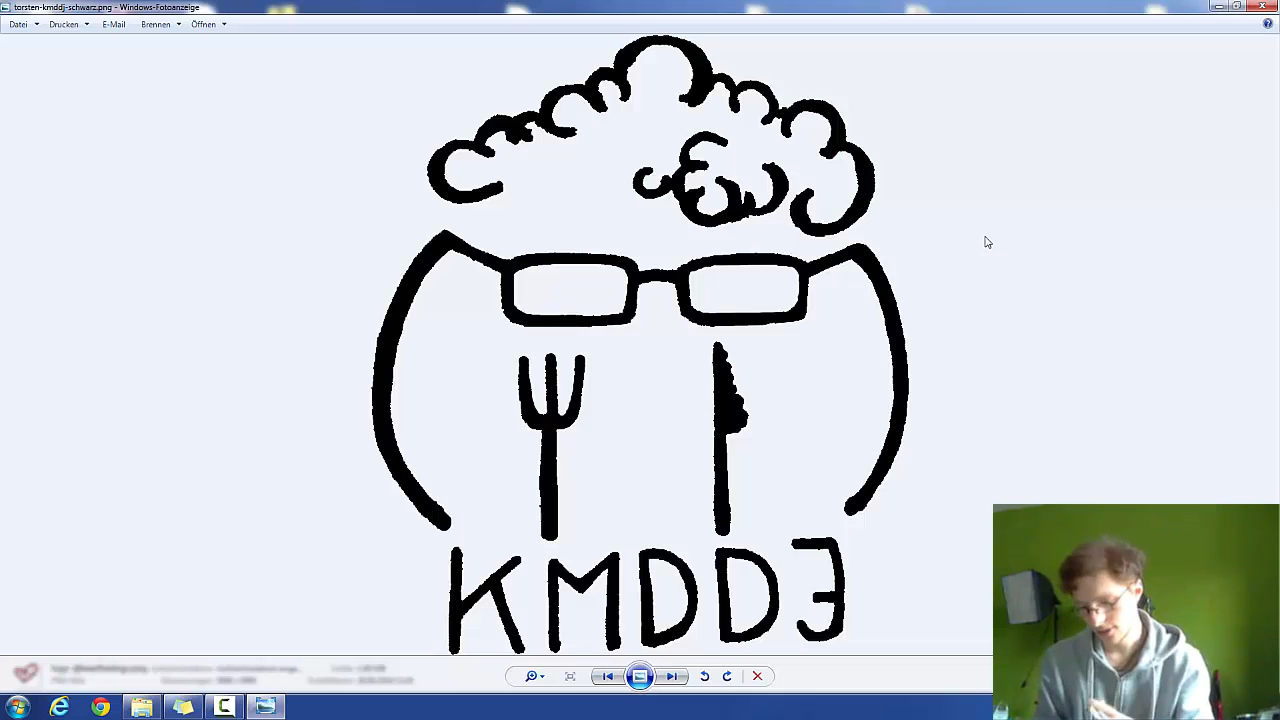 torsten-kmddj-schwarz.png - Windows-Fotoanzeige
Datei Drucken E-Mail Brennen Öffnen
KMDDJ